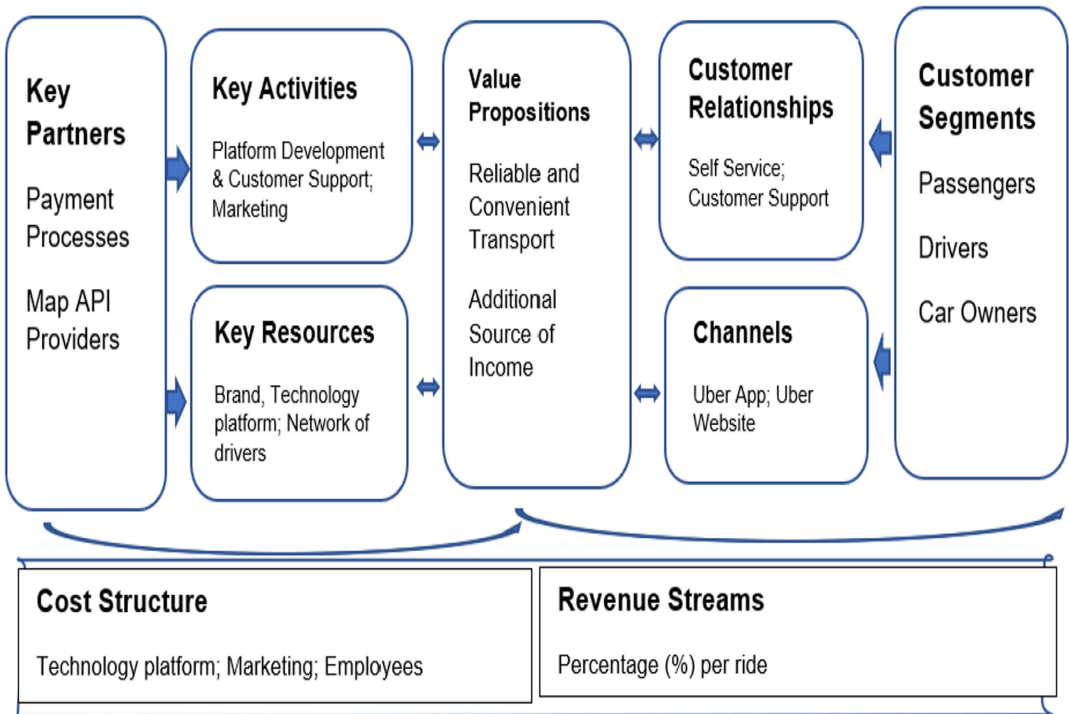 Key
Partners
Payment
Processes
Map API
Providers
Key Activities
Platform Development
& Customer Support;
Marketing
Key Resources
Brand, Technology
platform; Network of
drivers
Value
Propositions
Reliable and
Convenient
Transport
Additional
Source of
Income
Customer
Relationships
Self Service;
Customer Support
Channels
Uber App; Uber
Website
Customer
Segments
Passengers
Drivers
Car Owners
Cost Structure
Technology platform; Marketing; Employees
Revenue Streams
Percentage (%) per ride